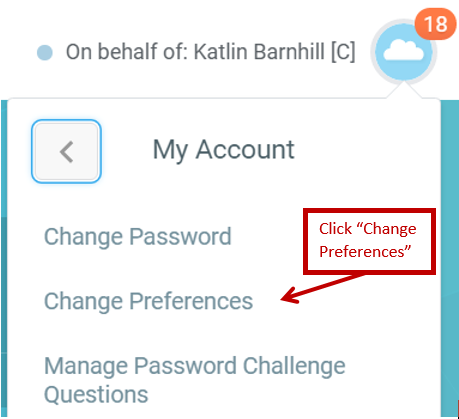 18
On behalf of: Katlin Barnhill [C]
My Account
Change Password
Click “Change
Preferences”
Change Preferences
Manage Password Challenge
Questions